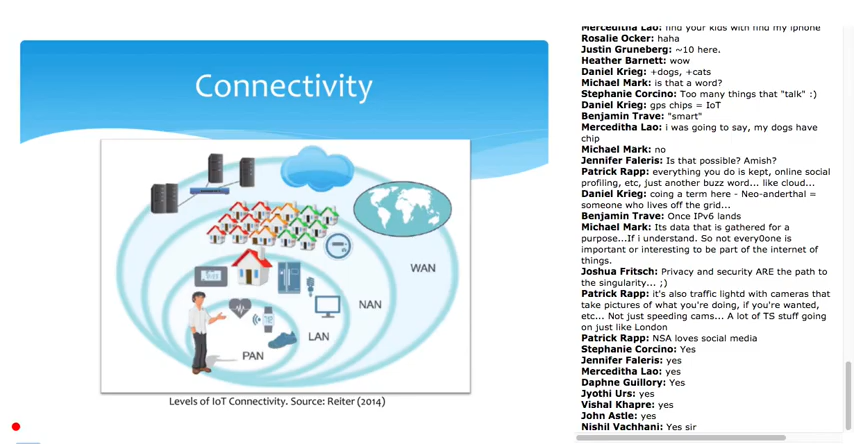 Connectivity
WAN
NAN
LAN
PAN
Levels of IoT Connectivity. Source: Reiter (2014)
Merceditha Lao: find your kids with find my iphone
Rosalie Ocker: haha
Justin Gruneberg: ~10 here.
Heather Barnett: wow
Daniel Krieg: +dogs, +cats
Michael Mark: is that a word?
Stephanie Corcino: Too many things that "talk" :)
Daniel Krieg: gps chips = IoT
Benjamin Trave: "smart"
Merceditha Lao: i was going to say, my dogs have
chip
Michael Mark: no
Jennifer Faleris: Is that possible? Amish?
Patrick Rapp: everything you do is kept, online social
profiling, etc, just another buzz word... like cloud...
Daniel Krieg: coing a term here - Neo-anderthal =
someone who lives off the grid...
Benjamin Trave: Once IPv6 lands
Michael Mark: Its data that is gathered for a
purpose...If i understand. So not every0one is
important or interesting to be part of the internet of
things.
Joshua Fritsch: Privacy and security ARE the path to
the singularity... ;)
Patrick Rapp: it's also traffic lightd with cameras that
take pictures of what you're doing, if you're wanted,
etc... Not just speeding cams... A lot of TS stuff going
on just like London
Patrick Rapp: NSA loves social media
Stephanie Corcino: Yes
Jennifer Faleris: yes
Merceditha Lao: yes
Daphne Guillory: Yes
Jyothi Urs: yes
Vishal Khapre: yes
John Astle: yes
Nishil Vachhani: Yes sir